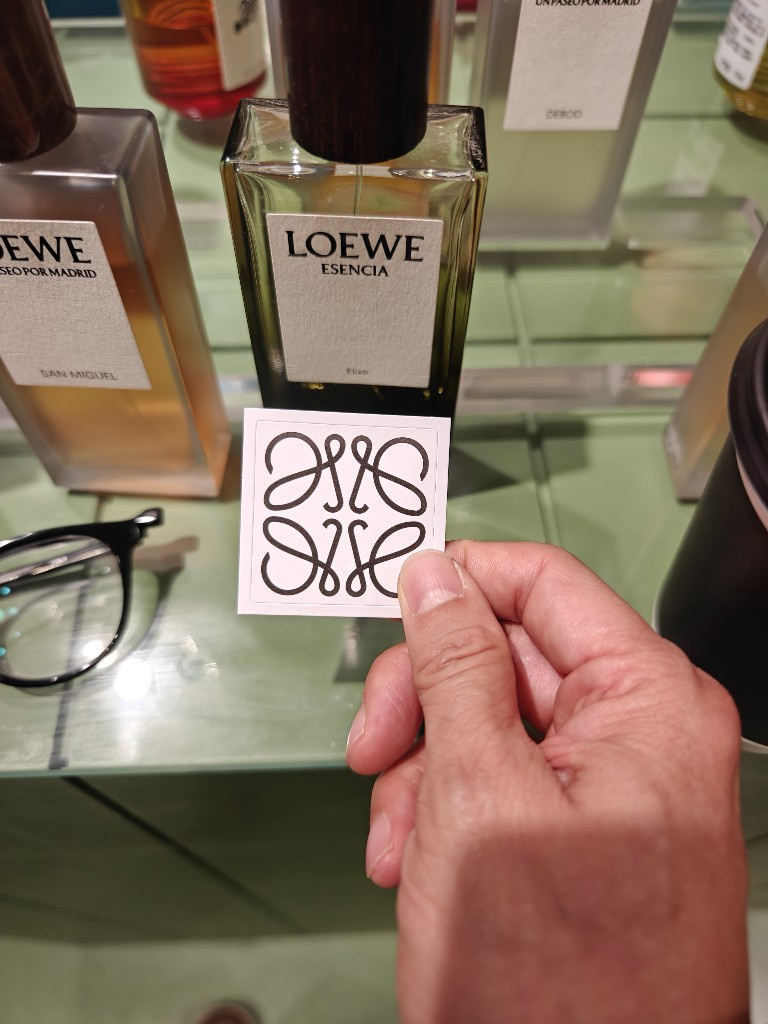 UN PASEO POR MADRID
DEBOD
LOEWE
ESENCIA
Elixir
OEWE
SEO POR MADRID
SAN MIGUEL